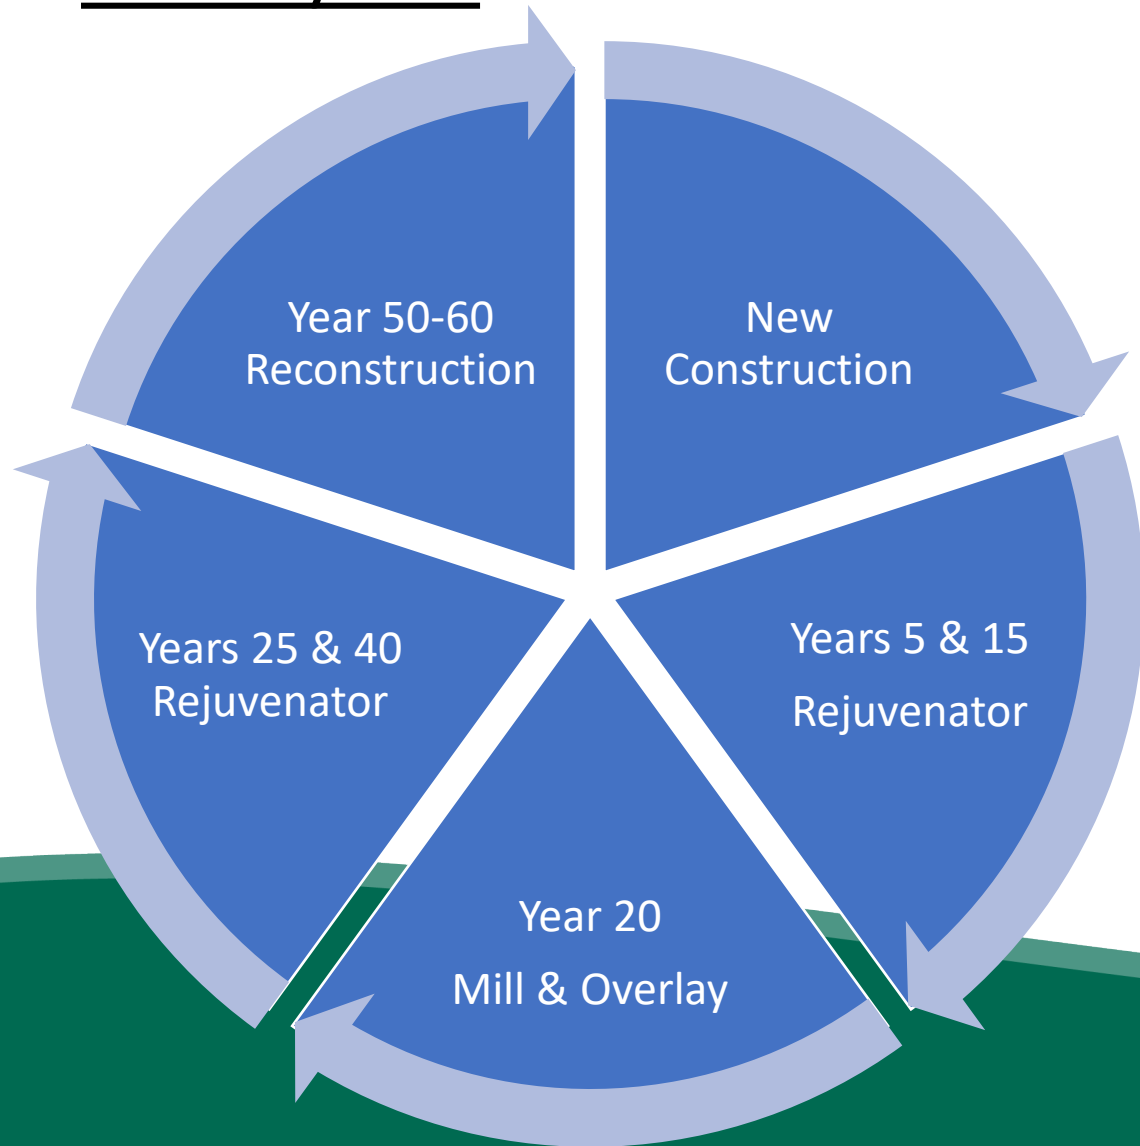 New
Construction
Years 5 & 15
Rejuvenator
Year 20
Mill & Overlay
Years 25 & 40
Rejuvenator
Year 50-60
Reconstruction